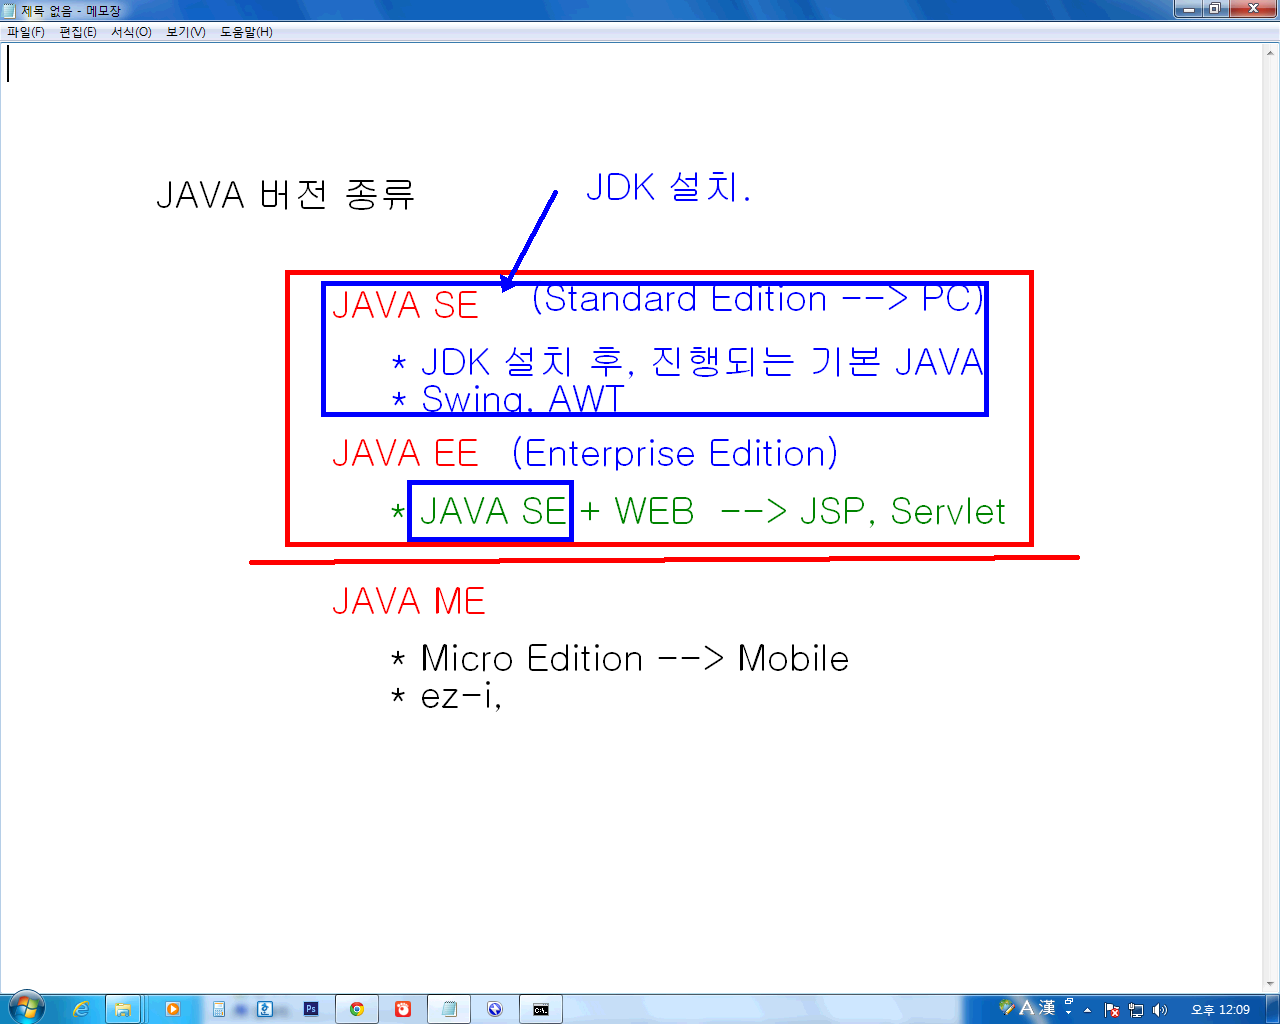 제목 없음 - 메모장
파일(F) 편집(E) 서식(O) 보기(V) 도움말(H)
JAVA 버전 종류
JDK 설치.
JAVA SE (Standard Edition --> PC)
* JDK 설치 후, 진행되는 기본 JAVA
* Swing, AWT
JAVA EE (Enterprise Edition)
* JAVA SE + WEB --> JSP, Servlet
JAVA ME
* Micro Edition --> Mobile
* ez-i,
Ps
C:\.
A 漢
오후 12:09